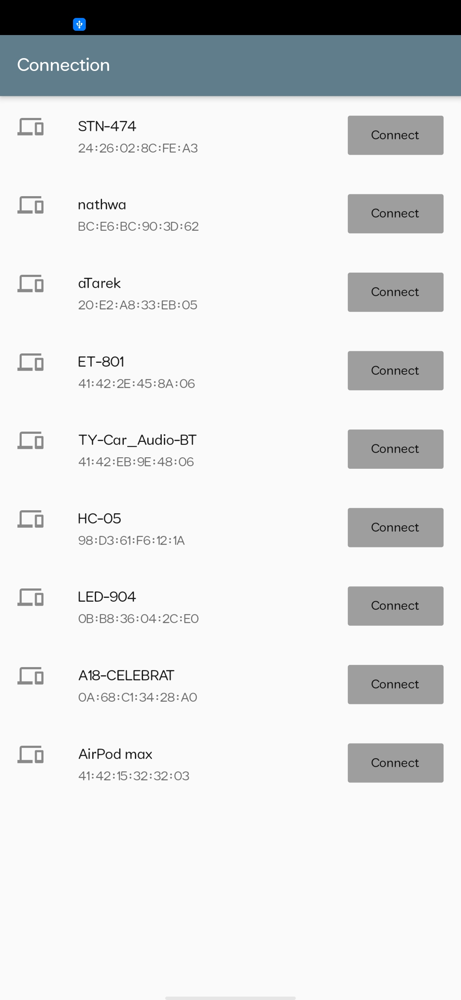 Connection
STN-474
Connect
24:26:02:8C:FE:A3
nathwa
Connect
BC:E6:BC:90:3D:62
aTarek
Connect
20:E2:A8:33:EB:05
ET-801
Connect
41:42:2E:45:8A:06
TY-Car_Audio-BT
Connect
41:42:EB:9E:48:06
HC-05
Connect
98:D3:61:F6:12:1A
LED-904
Connect
0B:B8:36:04:2C:E0
A18-CELEBRAT
Connect
0A:68:C1:34:28:A0
AirPod max
Connect
41:42:15:32:32:03